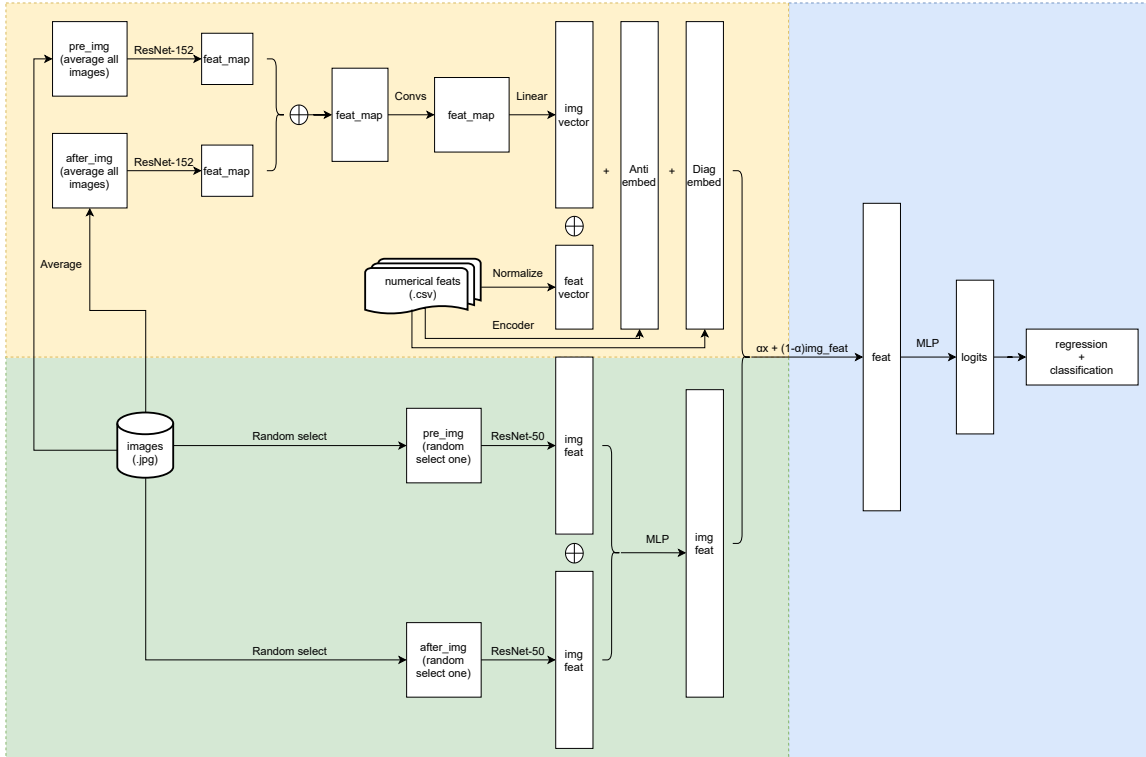 pre_img
(average all
images)
ResNet-152
feat_map
after_img
(average all
images)
ResNet-152
feat_map
feat_map
Convs
feat_map
Linear
img
vector
+
Anti
embed
+
Diag
embed
Average
numerical feats
(.csv)
Normalize
feat
vector
Encoder
images
(.jpg)
Random select
pre_img
(random
select one)
ResNet-50
img
feat
Random select
after_img
(random
select one)
ResNet-50
img
feat
MLP
img
feat
αx + (1-α)img_feat
feat
MLP
logits
regression
+
classification